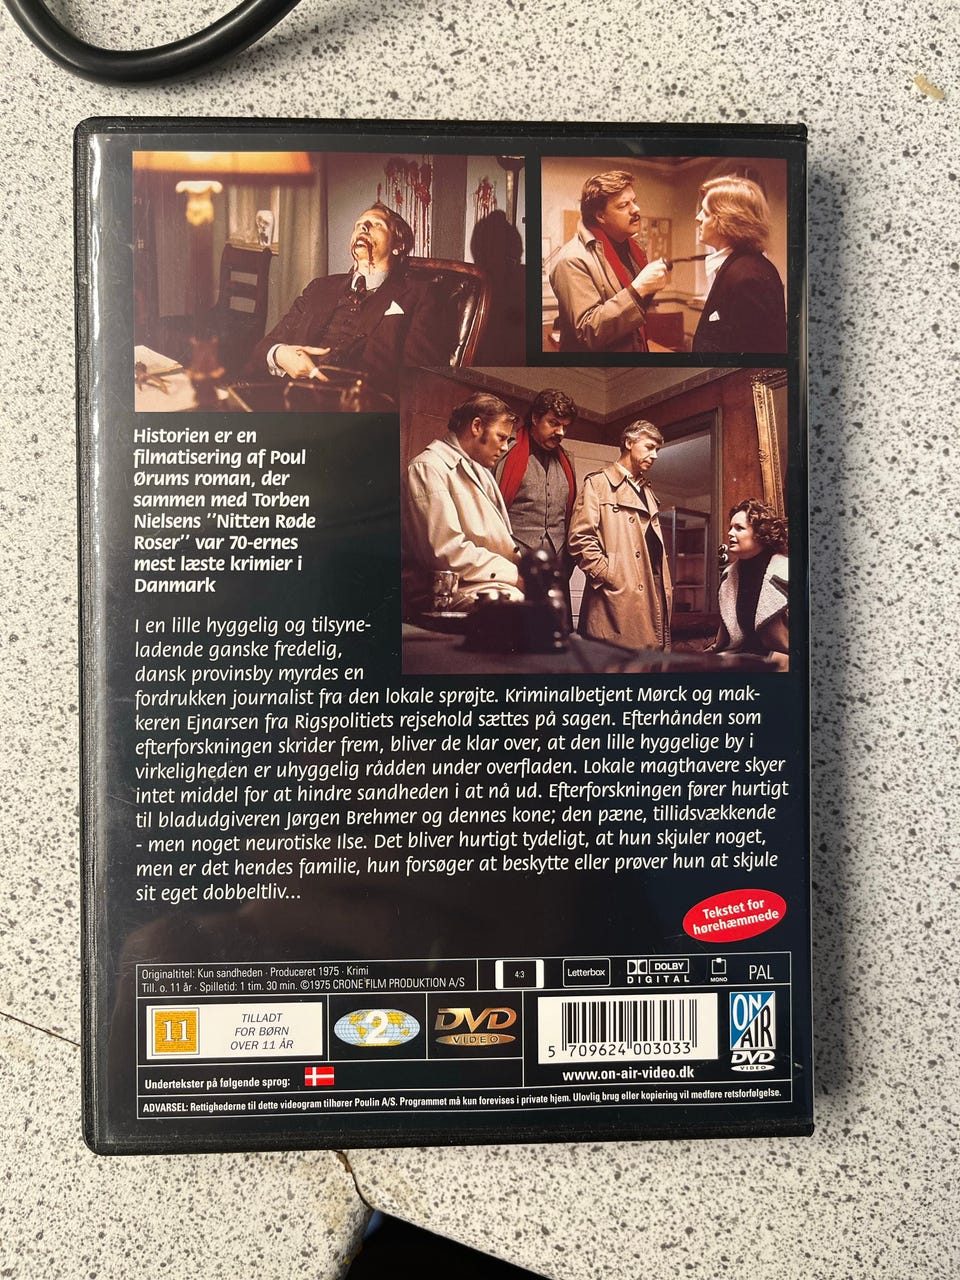 Historien er en
filmatisering af Poul
Ørums roman, der
sammen med Torben
Nielsens "Nitten Røde
Roser" var 70-ernes
mest læste krimier i
Danmark
I en lille hyggelig og tilsyne-
ladende ganske fredelig,
dansk provinsby myrdes en
fordrukken journalist fra den lokale sprøjte. Kriminalbetjent Mørck og mak-
keren Ejnarsen fra Rigspolitiets rejsehold sættes på sagen. Efterhånden som
efterforskningen skrider frem, bliver de klar over, at den lille hyggelige by i
virkeligheden er uhyggelig rådden under overfladen. Lokale magthavere skyer
intet middel for at hindre sandheden i at nå ud. Efterforskningen fører hurtigt
til bladudgiveren Jørgen Brehmer og dennes kone; den pæne, tillidsvækkende
- men noget neurotiske Ilse. Det bliver hurtigt tydeligt, at hun skjuler noget,
men er det hendes familie, hun forsøger at beskytte eller prøver hun at skjule
sit eget dobbeltliv...
Tekstet for
hørehæmmede
Originaltitel: Kun sandheden · Produceret 1975 · Krimi
Till. o. 11 år · Spilletid: 1 tim. 30 min. ©1975 CRONE FILM PRODUKTION A/S
4:3
Letterbox
DOLBY
DIGITAL
MONO
PAL
11
TILLADT
FOR BØRN
OVER 11 ÅR
2
DVD
VIDEO
5 709624 003033
www.on-air-video.dk
ON
AIR
DVD
VIDEO
Undertekster på følgende sprog:
ADVARSEL: Rettighederne til dette videogram tilhører Poulin A/S. Programmet må kun forevises i private hjem. Ulovlig brug eller kopiering vil medføre retsforfølgelse.